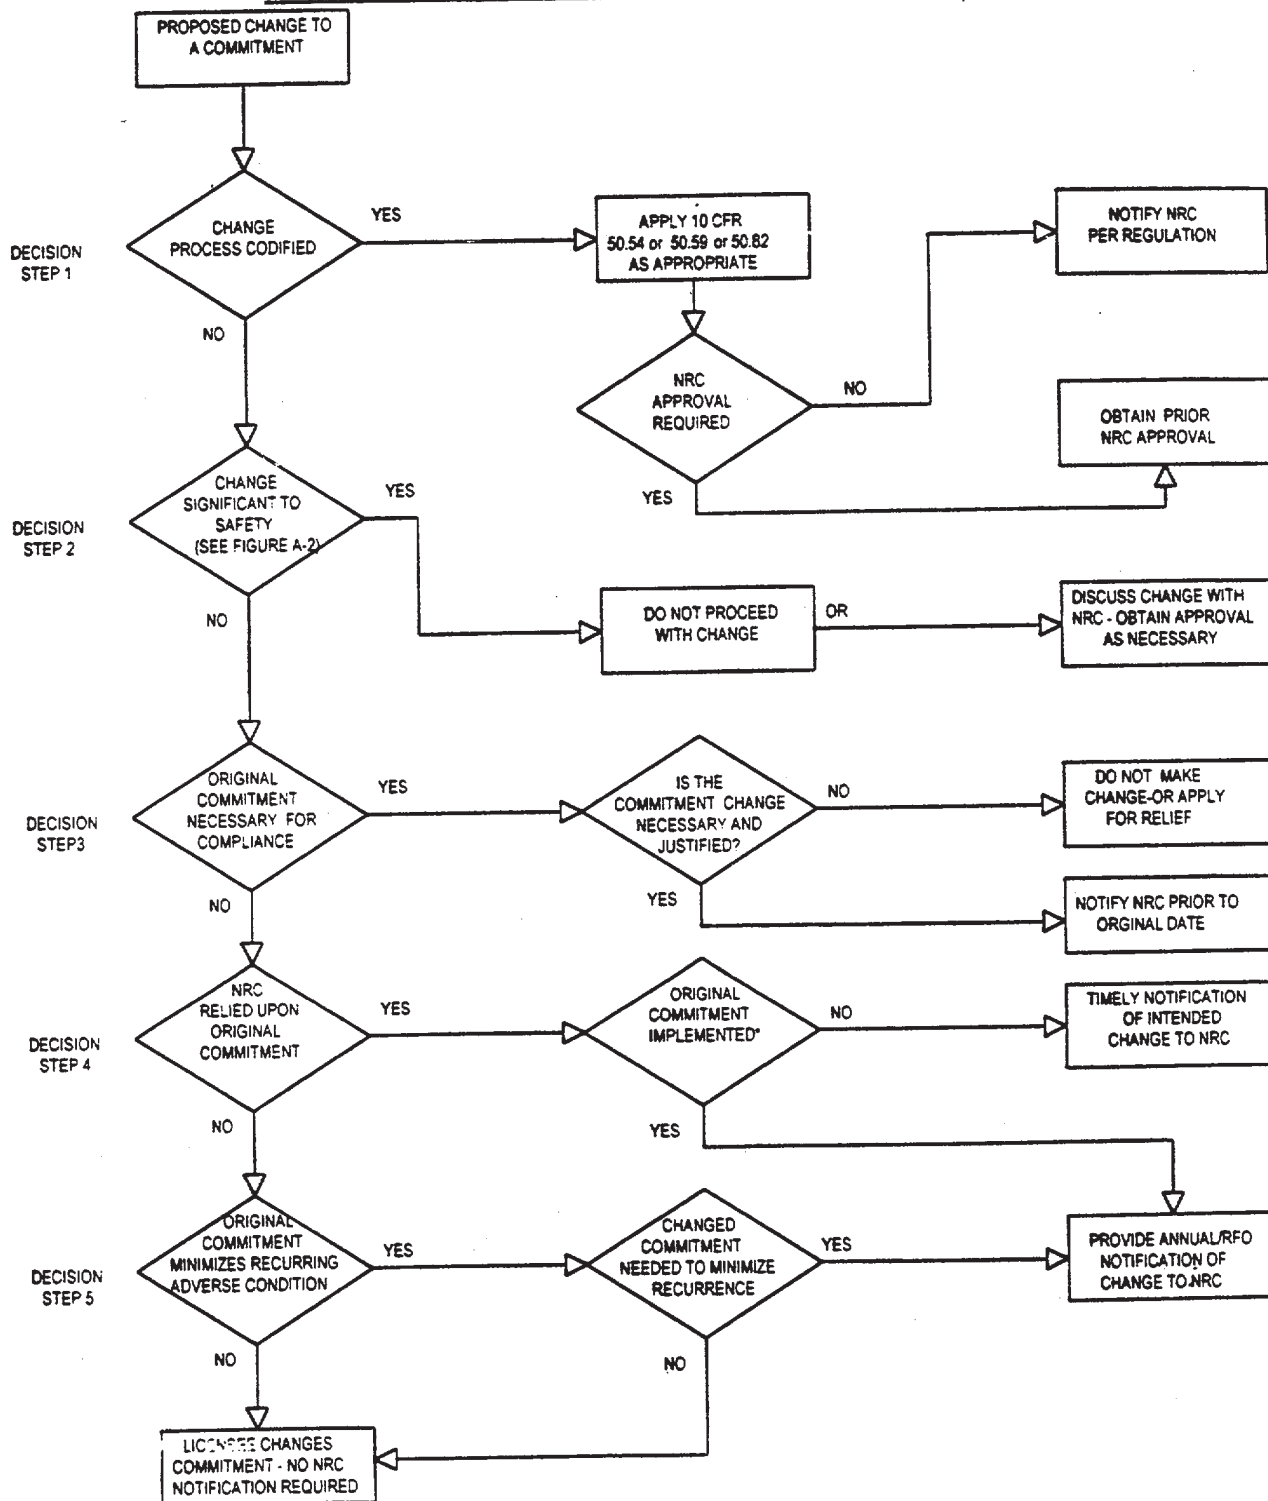 PROPOSED CHANGE TO
A COMMITMENT
DECISION
STEP 1
CHANGE
PROCESS CODIFIED
YES
NO
APPLY 10 CFR
50.54 or 50.59 or 50.82
AS APPROPRIATE
NRC
APPROVAL
REQUIRED
NO
YES
NOTIFY NRC
PER REGULATION
OBTAIN PRIOR
NRC APPROVAL
DECISION
STEP 2
CHANGE
SIGNIFICANT TO
SAFETY
(SEE FIGURE A-2)
YES
NO
DO NOT PROCEED
WITH CHANGE
OR
DISCUSS CHANGE WITH
NRC - OBTAIN APPROVAL
AS NECESSARY
DECISION
STEP3
ORIGINAL
COMMITMENT
NECESSARY FOR
COMPLIANCE
YES
NO
IS THE
COMMITMENT CHANGE
NECESSARY AND
JUSTIFIED?
NO
YES
DO NOT MAKE
CHANGE-OR APPLY
FOR RELIEF
NOTIFY NRC PRIOR TO
ORGINAL DATE
DECISION
STEP 4
NRC
RELIED UPON
ORIGINAL
COMMITMENT
YES
NO
ORIGINAL
COMMITMENT
IMPLEMENTED*
NO
YES
TIMELY NOTIFICATION
OF INTENDED
CHANGE TO NRC
DECISION
STEP 5
ORIGINAL
COMMITMENT
MINIMIZES RECURRING
ADVERSE CONDITION
YES
NO
CHANGED
COMMITMENT
NEEDED TO MINIMIZE
RECURRENCE
YES
NO
PROVIDE ANNUAL/RFO
NOTIFICATION OF
CHANGE TO NRC
LICENSEE CHANGES
COMMITMENT - NO NRC
NOTIFICATION REQUIRED